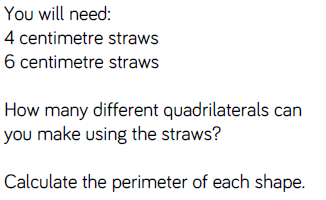 You will need:
4 centimetre straws
6 centimetre straws
How many different quadrilaterals can
you make using the straws?
Calculate the perimeter of each shape.